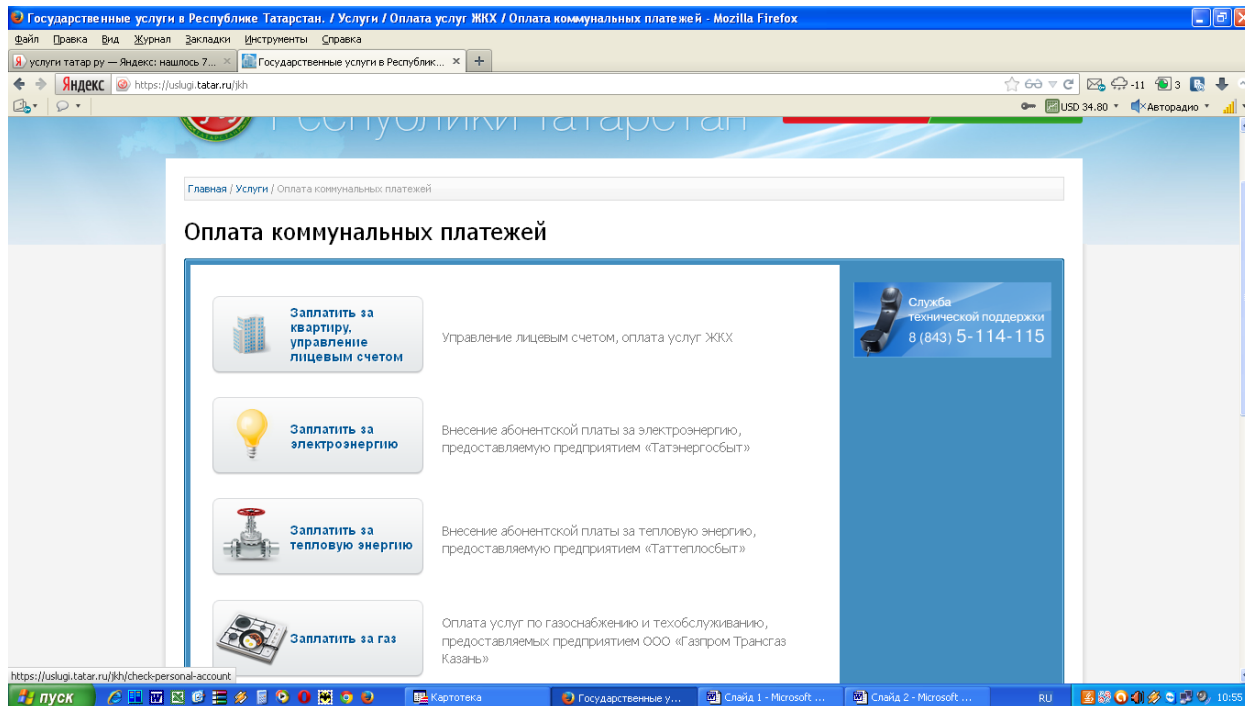 Государственные услуги в Республике Татарстан. / Услуги / Оплата услуг ЖКХ / Оплата коммунальных платежей - Mozilla Firefox
Файл Правка Вид Журнал Закладки Инструменты Справка
услуги татар ру — Яндекс: нашлось 7...
Государственные услуги в Республик...
Яндекс https://uslugi.tatar.ru/jkh
-11 3
USD 34.80 Авторадио
Республики Татарстан
Главная / Услуги / Оплата коммунальных платежей
Оплата коммунальных платежей
Заплатить за
квартиру,
управление
лицевым счетом
Управление лицевым счетом, оплата услуг ЖКХ
Служба
технической поддержки
8 (843) 5-114-115
Заплатить за
электроэнергию
Внесение абонентской платы за электроэнергию,
предоставляемую предприятием «Татэнергосбыт»
Заплатить за
тепловую энергию
Внесение абонентской платы за тепловую энергию,
предоставляемую предприятием «Таттеплосбыт»
Заплатить за газ
Оплата услуг по газоснабжению и техобслуживанию,
предоставляемых предприятием ООО «Газпром Трансгаз
Казань»
https://uslugi.tatar.ru/jkh/check-personal-account
пуск Картотека Государственные у... Слайд 1 - Microsoft ... Слайд 2 - Microsoft ... RU 10:55